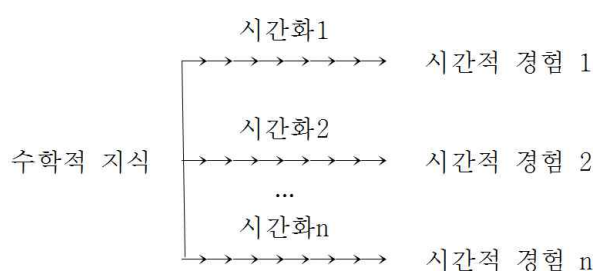 시간화1
시간적 경험 1
시간화2
수학적 지식
시간적 경험 2
...
시간화n
시간적 경험 n